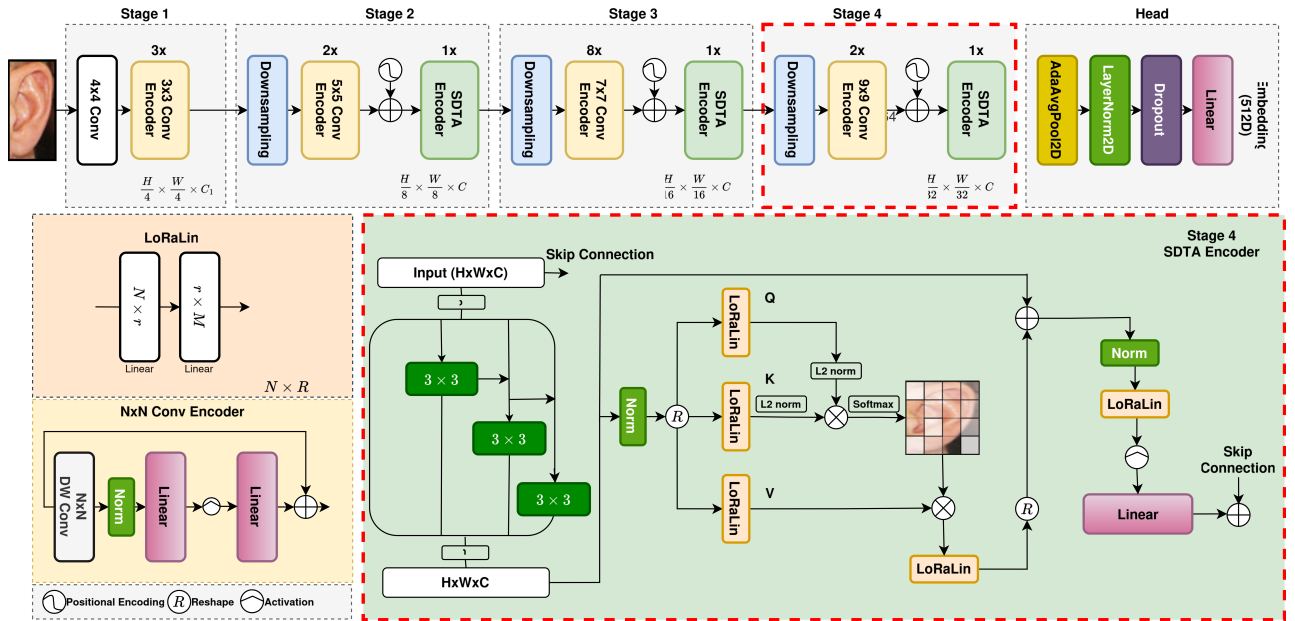 Stage 1
Stage 2
Stage 3
Stage 4
Head
3x
2x
1x
8x
1x
2x
1x
4x4 Conv
3x3 Conv
Encoder
Downsampling
5x5 Conv
Encoder
SDTA
Encoder
Downsampling
7x7 Conv
Encoder
SDTA
Encoder
Downsampling
9x9 Conv
Encoder
SDTA
Encoder
AdaAvgPool2D
LayerNorm2D
Dropout
Linear
Embedding
(512D)
H/4 × W/4 × C₁
H/8 × W/8 × C
H/16 × W/16 × C
H/32 × W/32 × C
LoRaLin
N × r
r × M
Linear
Linear
N × R
NxN Conv Encoder
NxN
DW Conv
Norm
Linear
Linear
Positional Encoding
R
Reshape
Activation
Stage 4
SDTA Encoder
Skip Connection
Input (HxWxC)
3 × 3
3 × 3
3 × 3
HxWxC
Norm
R
Q
LoRaLin
K
LoRaLin
V
LoRaLin
L2 norm
L2 norm
Softmax
LoRaLin
R
Norm
LoRaLin
Linear
Skip
Connection